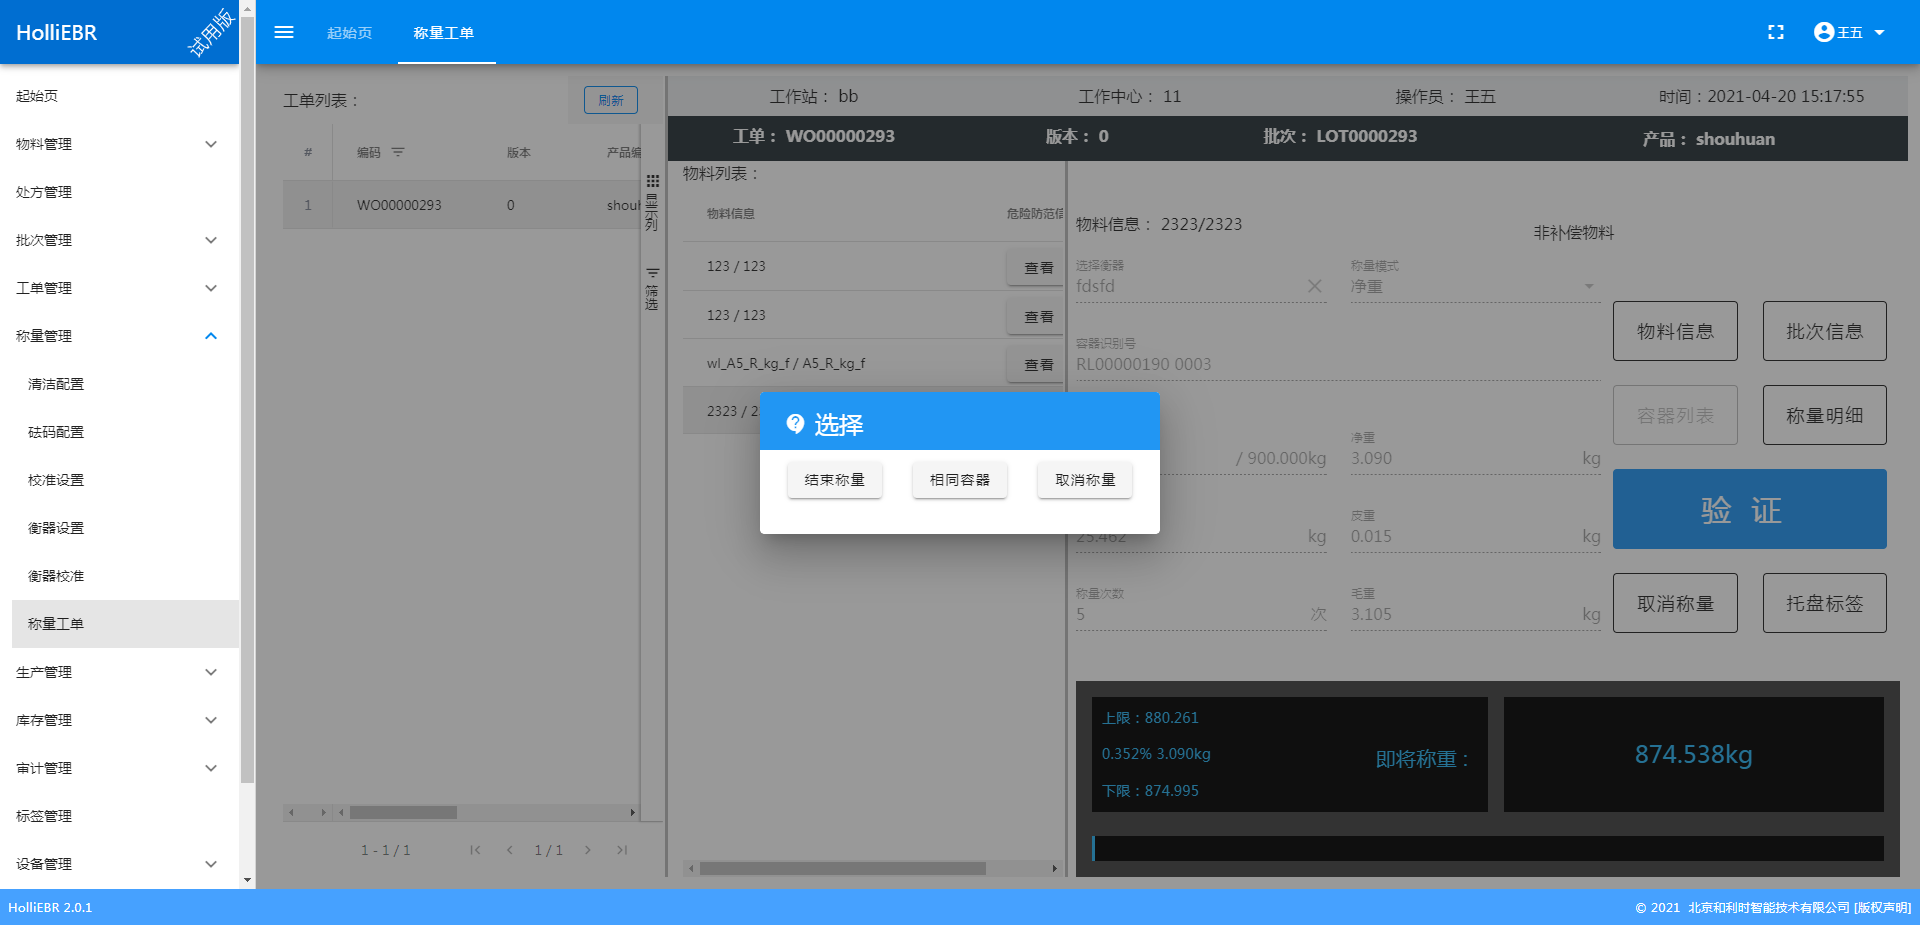 HolliEBR
试用版
起始页
称量工单
王五
起始页
物料管理
处方管理
批次管理
工单管理
称量管理
清洁配置
砝码配置
校准设置
衡器设置
衡器校准
称量工单
生产管理
库存管理
审计管理
标签管理
设备管理
工单列表：
刷新
# 编码 版本 产品编
1 WO00000293 0 shouh
显示列
筛选
1 - 1 / 1
1 / 1
工作站： bb 工作中心： 11 操作员： 王五 时间：2021-04-20 15:17:55
工单： WO00000293 版本： 0 批次： LOT0000293 产品： shouhuan
物料列表：
物料信息 危险防范信
123 / 123 查看
123 / 123 查看
wl_A5_R_kg_f / A5_R_kg_f 查看
2323 / 2
物料信息： 2323/2323 非补偿物料
选择衡器 称量模式
fdsfd 净重
容器识别号
RL00000190 0003
净重
/ 900.000kg 3.090 kg
皮重
25.462 kg 0.015 kg
称量次数 毛重
5 次 3.105 kg
物料信息 批次信息
容器列表 称量明细
验 证
取消称量 托盘标签
选择
结束称量 相同容器 取消称量
上限：880.261
0.352% 3.090kg
下限：874.995
即将称重：
874.538kg
HolliEBR 2.0.1
© 2021 北京和利时智能技术有限公司 [版权声明]